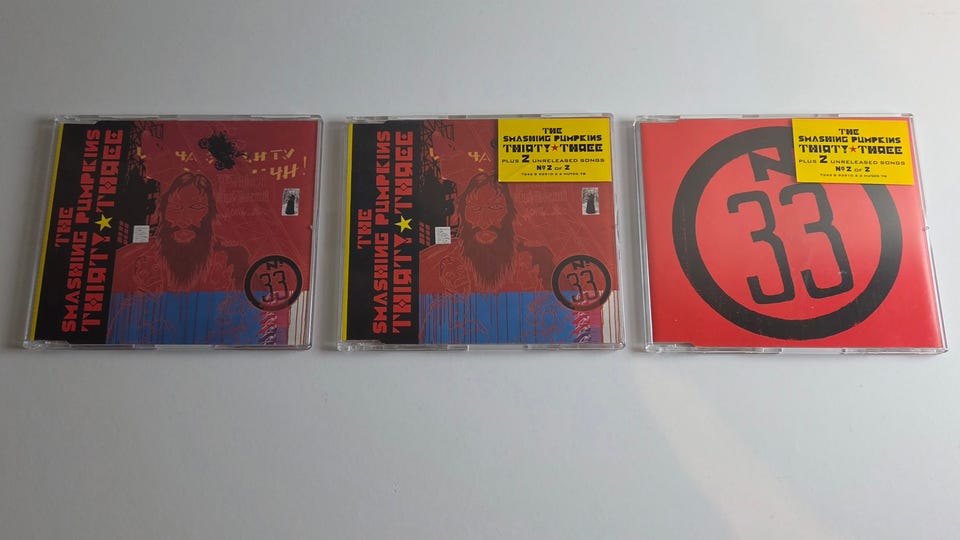 THE
SMASHING PUMPKINS
THIRTY★THREE
33
THE
SMASHING PUMPKINS
THIRTY★THREE
33
THE
SMASHING PUMPKINS
THIRTY★THREE
PLUS 2 UNRELEASED SONGS
Nº2 OF 2
33
THE
SMASHING PUMPKINS
THIRTY★THREE
PLUS 2 UNRELEASED SONGS
Nº2 OF 2